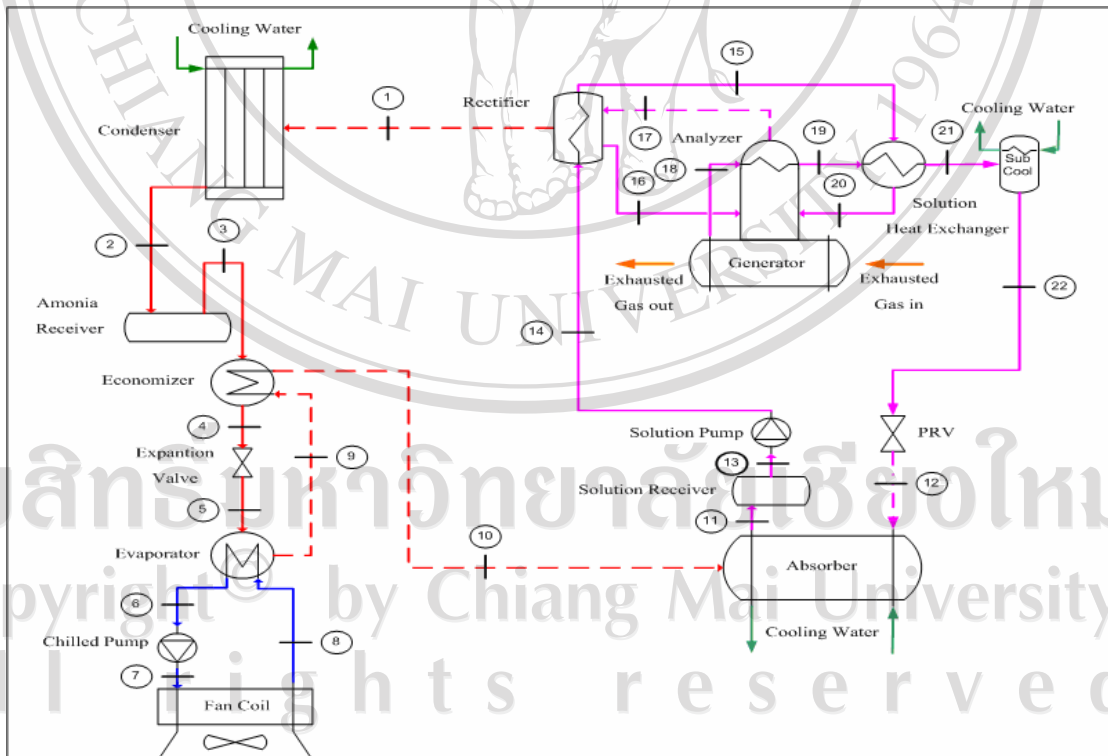 Cooling Water
Condenser
1
Rectifier
15
17
Analyzer
18
16
19
20
21
Cooling Water
Sub
Cool
Solution
Heat Exchanger
Generator
Exhausted
Gas out
Exhausted
Gas in
22
2
3
Amonia
Receiver
14
Economizer
4
Expantion
Valve
9
5
Evaporator
10
Solution Pump
PRV
13
Solution Receiver
12
11
Absorber
Cooling Water
6
Chilled Pump
8
7
Fan Coil
CHIANG MAI UNIVERSITY 1964
ลิขสิทธิ์มหาวิทยาลัยเชียงใหม่
Copyright© by Chiang Mai University
All rights reserved